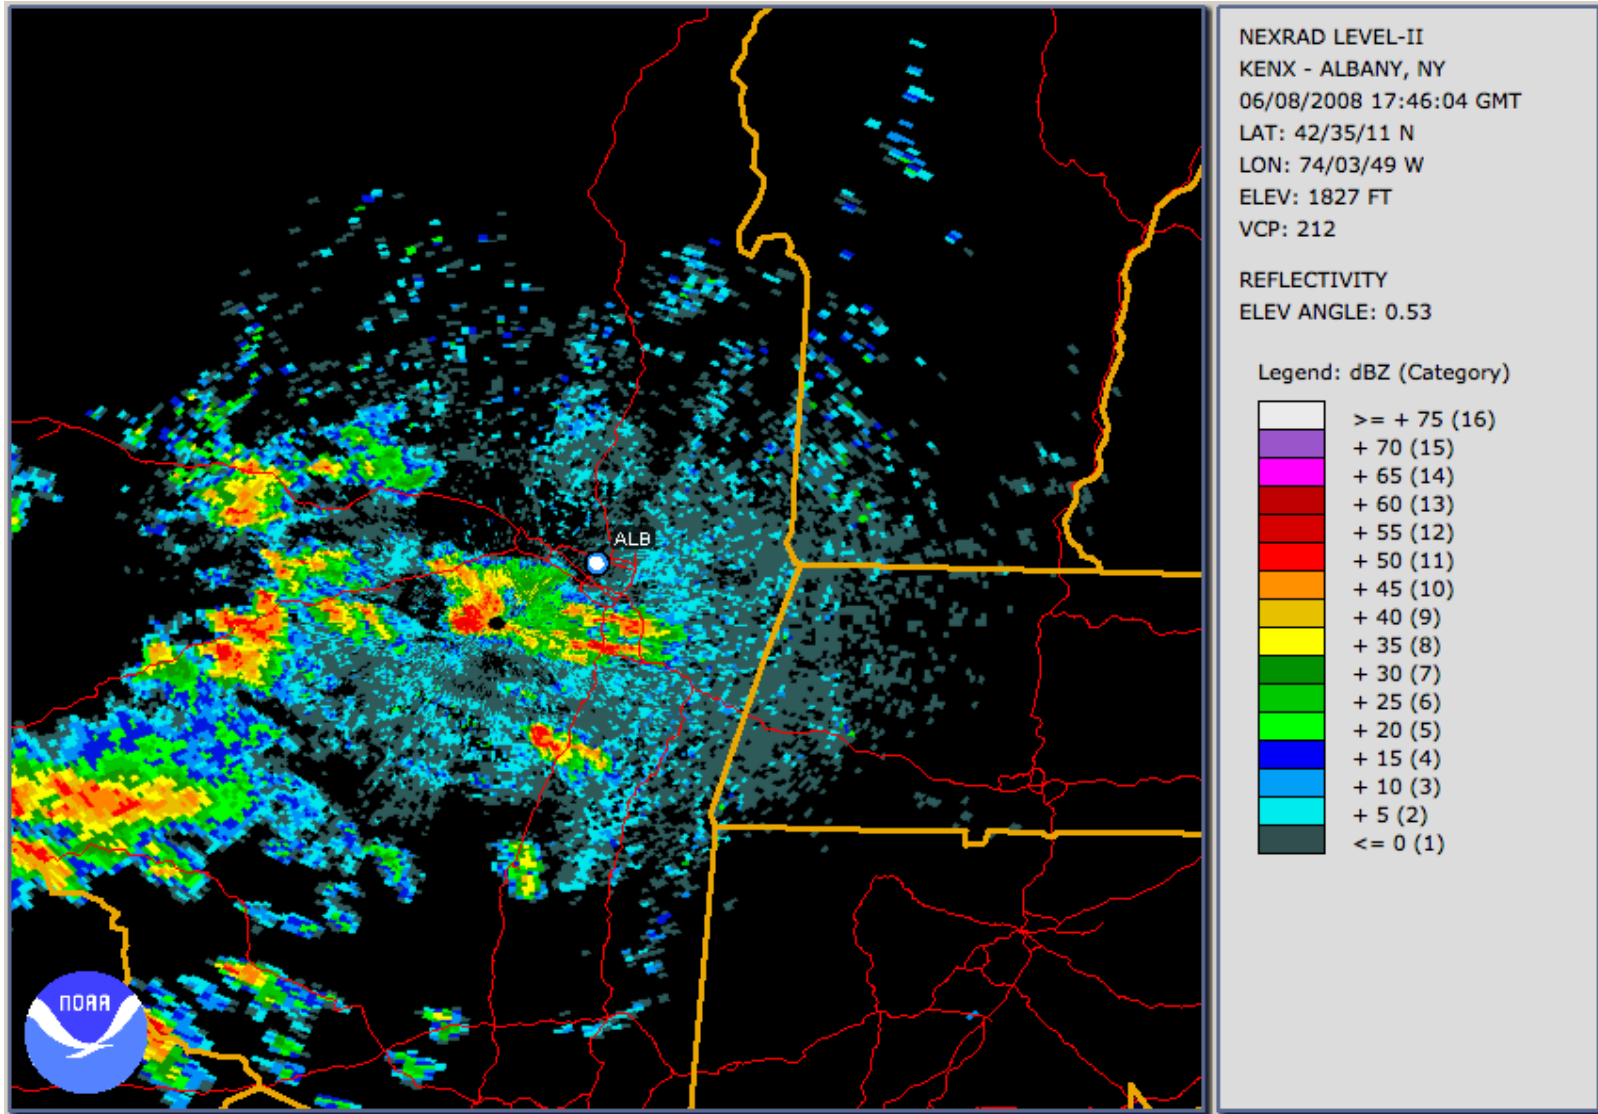 NEXRAD LEVEL-II
KENX - ALBANY, NY
06/08/2008 17:46:04 GMT
LAT: 42/35/11 N
LON: 74/03/49 W
ELEV: 1827 FT
VCP: 212
REFLECTIVITY
ELEV ANGLE: 0.53
Legend: dBZ (Category)
>= + 75 (16)
+ 70 (15)
+ 65 (14)
+ 60 (13)
+ 55 (12)
+ 50 (11)
+ 45 (10)
+ 40 (9)
+ 35 (8)
+ 30 (7)
+ 25 (6)
+ 20 (5)
+ 15 (4)
+ 10 (3)
+ 5 (2)
<= 0 (1)
ALB
NOAA